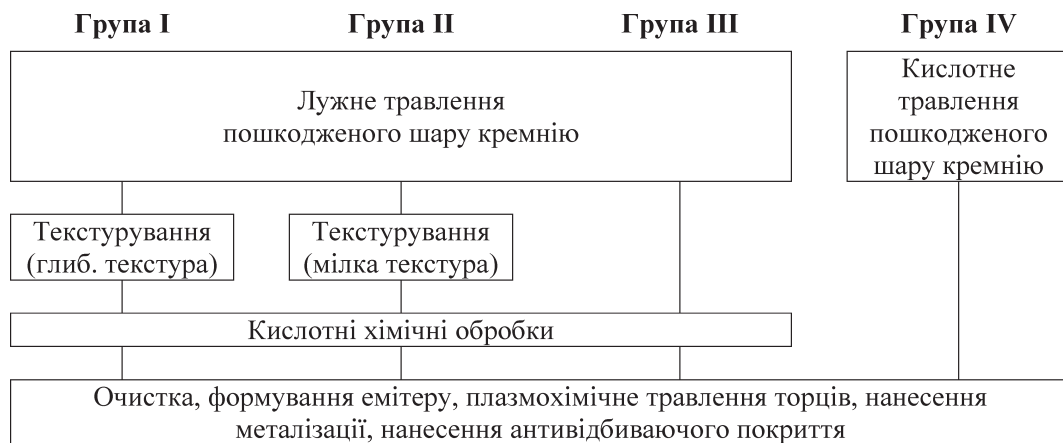 Група I
Група II
Група III
Група IV
Лужне травлення
пошкодженого шару кремнію
Кислотне
травлення
пошкодженого
шару кремнію
Текстурування
(глиб. текстура)
Текстурування
(мілка текстура)
Кислотні хімічні обробки
Очистка, формування емітеру, плазмохімічне травлення торців, нанесення
металізації, нанесення антивідбиваючого покриття